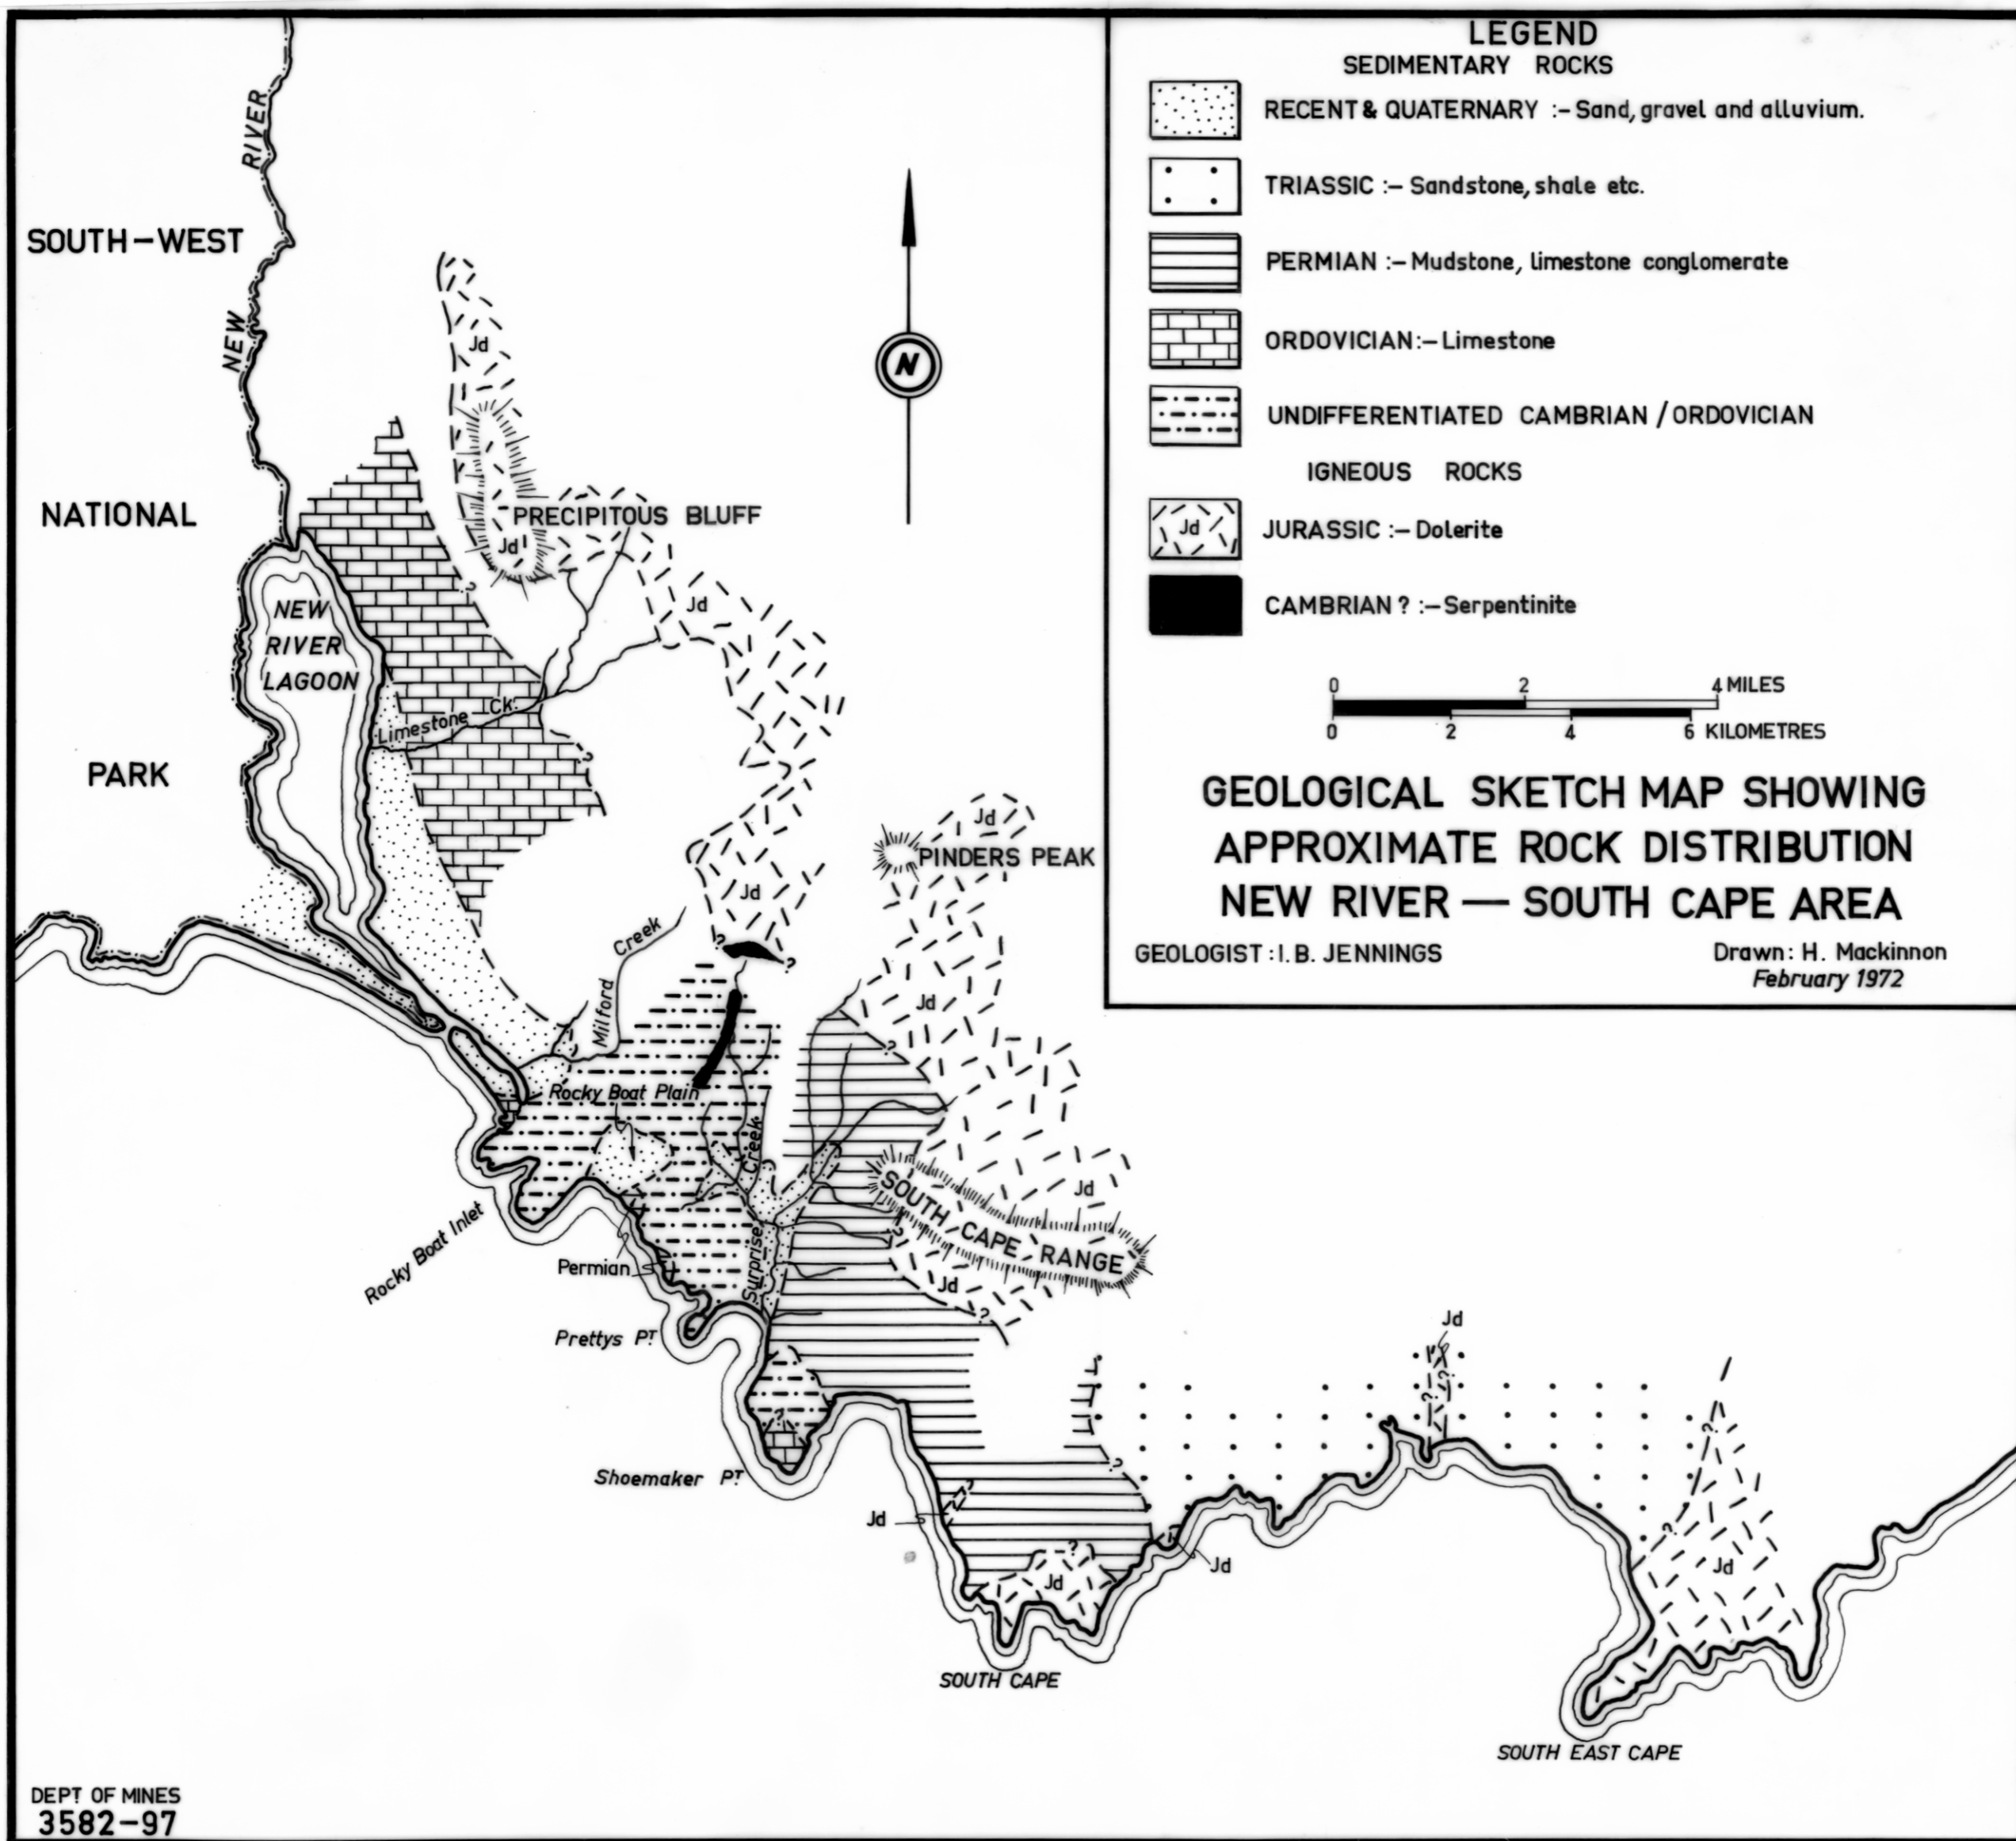 LEGEND
SEDIMENTARY ROCKS
RECENT & QUATERNARY :- Sand, gravel and alluvium.
TRIASSIC :- Sandstone, shale etc.
PERMIAN :- Mudstone, limestone conglomerate
ORDOVICIAN :- Limestone
UNDIFFERENTIATED CAMBRIAN / ORDOVICIAN
IGNEOUS ROCKS
Jd
JURASSIC :- Dolerite
CAMBRIAN ? :- Serpentinite
0 2 4 MILES
0 2 4 6 KILOMETRES
GEOLOGICAL SKETCH MAP SHOWING
APPROXIMATE ROCK DISTRIBUTION
NEW RIVER — SOUTH CAPE AREA
GEOLOGIST : I.B. JENNINGS
Drawn: H. Mackinnon
February 1972
NEW RIVER
SOUTH-WEST
NATIONAL
PARK
N
Jd
PRECIPITOUS BLUFF
Jd
?
NEW
RIVER
LAGOON
Jd
Limestone Ck.
?
Jd
PINDERS PEAK
Jd
?
?
Milford Creek
Jd
?
Rocky Boat Plain
Surprise Creek
Jd
SOUTH CAPE RANGE
?
Jd
?
Rocky Boat Inlet
Permian
Prettys PT
?
Shoemaker PT
?
?
Jd
?
Jd
Jd
SOUTH CAPE
Jd
?
?
?
?
Jd
SOUTH EAST CAPE
DEPT OF MINES
3582-97